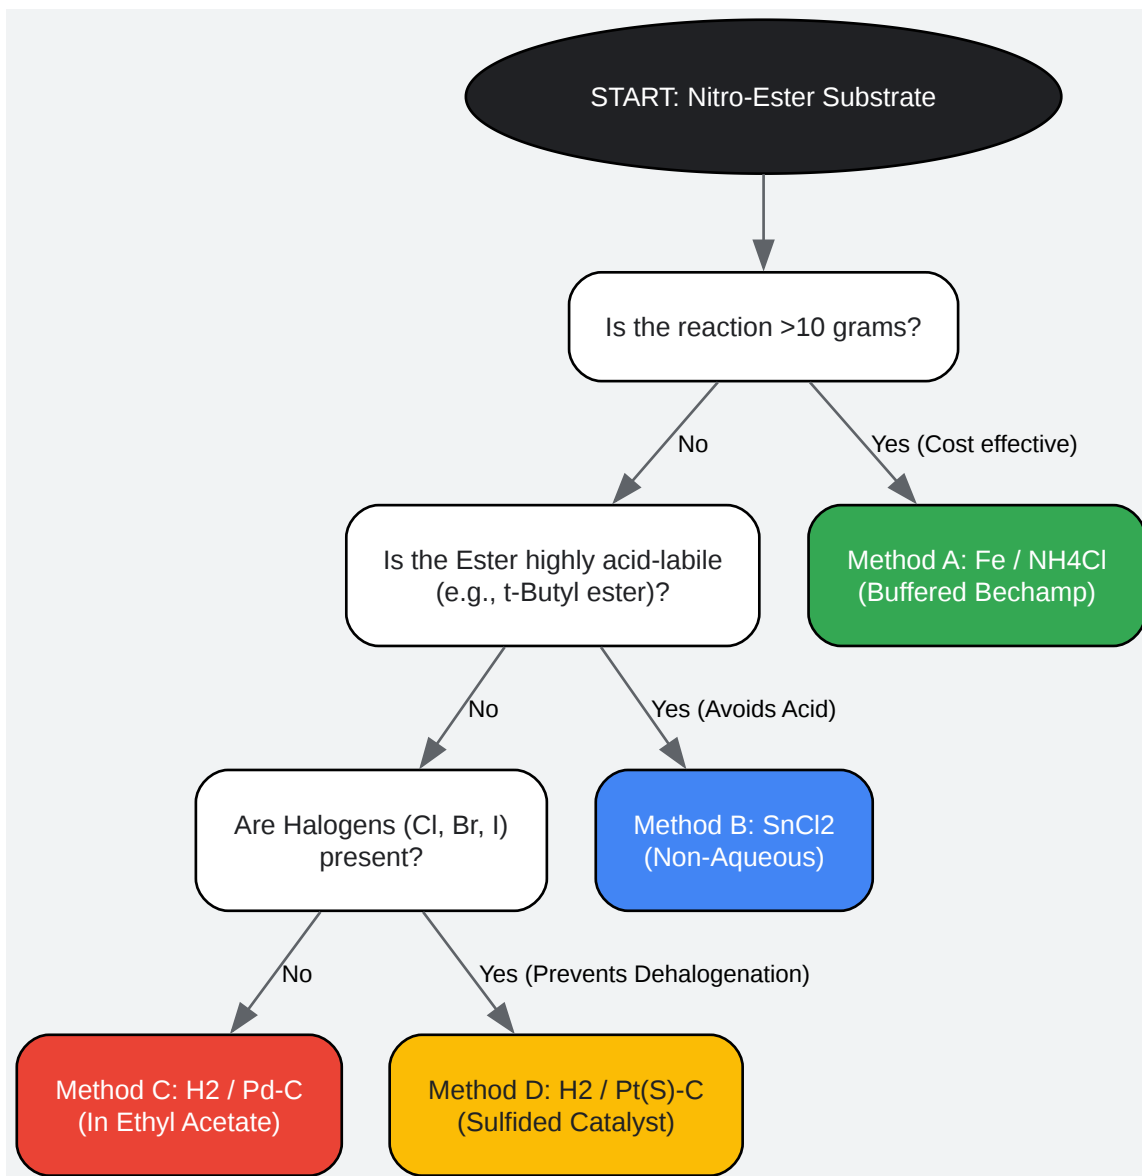 START: Nitro-Ester Substrate
Is the reaction >10 grams?
No
Yes (Cost effective)
Is the Ester highly acid-labile
(e.g., t-Butyl ester)?
Method A: Fe / NH4Cl
(Buffered Bechamp)
No
Yes (Avoids Acid)
Are Halogens (Cl, Br, I)
present?
Method B: SnCl2
(Non-Aqueous)
No
Yes (Prevents Dehalogenation)
Method C: H2 / Pd-C
(In Ethyl Acetate)
Method D: H2 / Pt(S)-C
(Sulfided Catalyst)